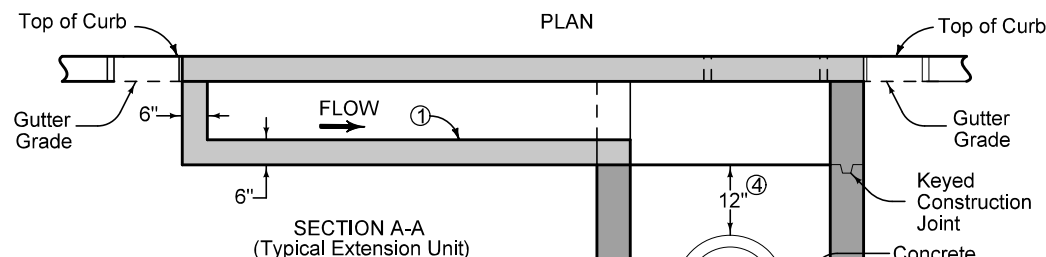 PLAN
Top of Curb
Top of Curb
Gutter
Grade
6"
FLOW
1
Gutter
Grade
6"
12"
4
Keyed
Construction
Joint
SECTION A-A
(Typical Extension Unit)
Concrete